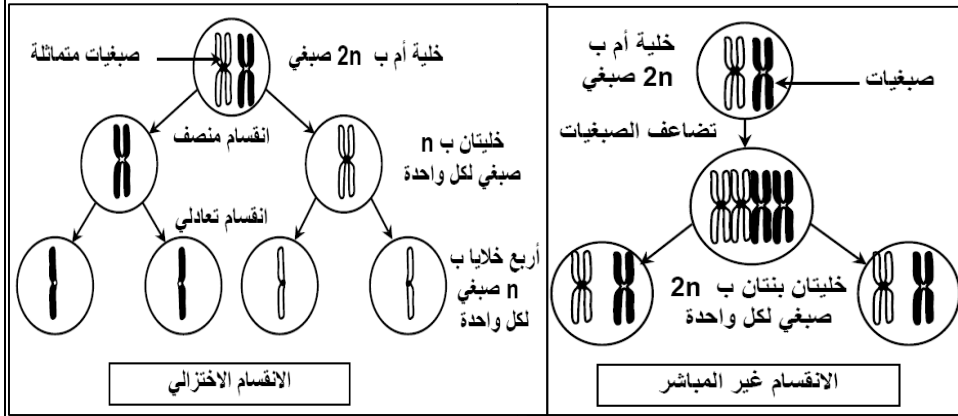 خلية أم ب
2n صبغي
صبغيات
تضاعف الصبغيات
خليتان بنتان ب 2n
صبغي لكل واحدة
الانقسام غير المباشر
صبغيات متماثلة
خلية أم ب 2n صبغي
انقسام منصف
خليتان ب n
صبغي لكل واحدة
انقسام تعادلي
أربع خلايا ب
n صبغي
لكل واحدة
الانقسام الاختزالي